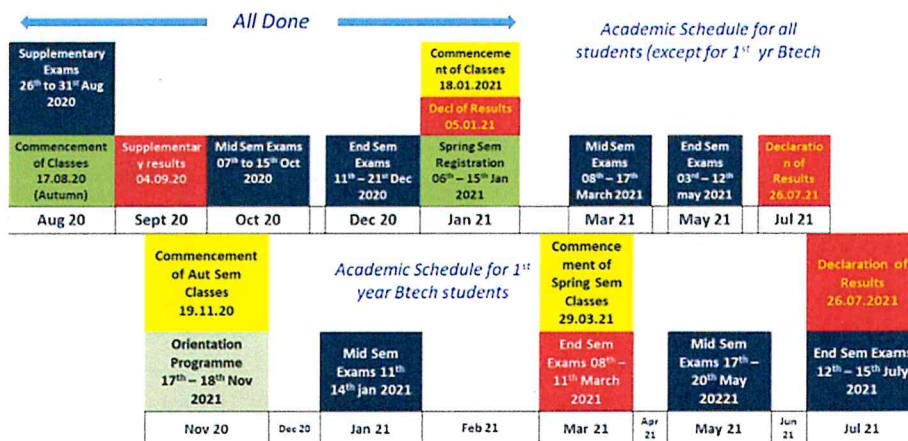 All Done
Academic Schedule for all
students (except for 1st yr Btech
Supplementary
Exams
26th to 31st Aug
2020
Commencement
of Classes
17.08.20
(Autumn)
Supplementar
y results
04.09.20
Mid Sem Exams
07th to 15th Oct
2020
End Sem
Exams
11th – 21st Dec
2020
Commenceme
nt of Classes
18.01.2021
Decl of Results
05.01.21
Spring Sem
Registration
06th – 15th Jan
2021
Mid Sem
Exams
08th – 17th
March 2021
End Sem
Exams
03rd – 12th
may 2021
Declaratio
n of
Results
26.07.21
Aug 20
Sept 20
Oct 20
Dec 20
Jan 21
Mar 21
May 21
Jul 21
Academic Schedule for 1st
year Btech students
Commencement
of Aut Sem
Classes
19.11.20
Orientation
Programme
17th – 18th Nov
2021
Mid Sem
Exams 11th
14th jan 2021
Commence
ment of
Spring Sem
Classes
29.03.21
End Sem
Exams 08th –
11th March
2021
Mid Sem
Exams 17th –
20th May
20221
Declaration of
Results
26.07.2021
End Sem Exams
12th – 15th July
2021
Nov 20
Dec 20
Jan 21
Feb 21
Mar 21
Apr
21
May 21
Jun
21
Jul 21